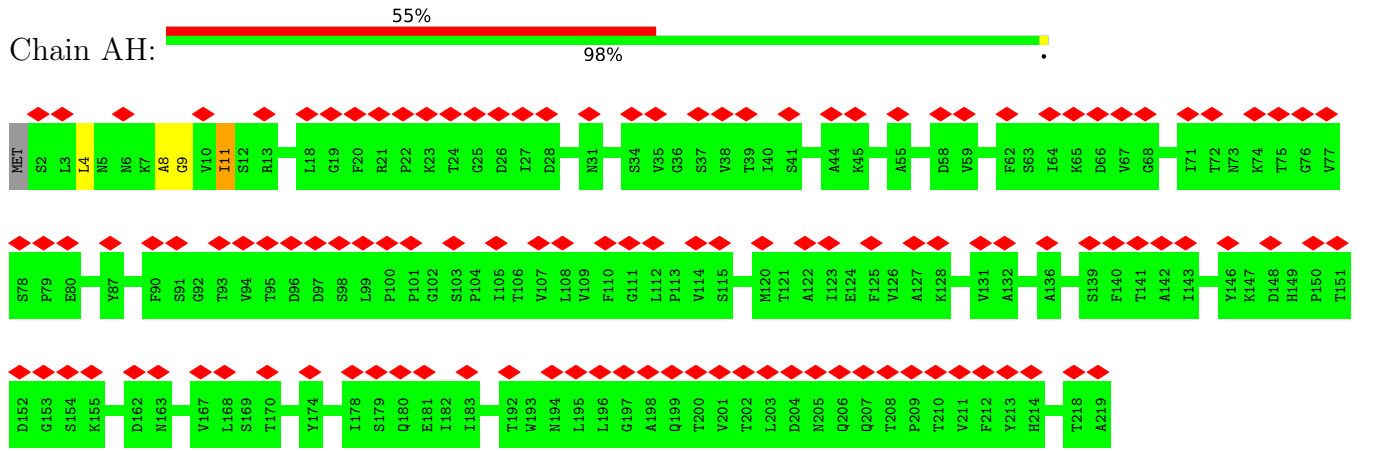 55%
Chain AH:
98%
•
MET S2 L3 L4 N5 N6 K7 A8 G9 V10 I11 S12 R13 L18 G19 F20 R21 P22 K23 T24 G25 D26 I27 D28 N31 S34 V35 G36 S37 V38 T39 I40 S41 A44 K45 A55 D58 V59 F62 S63 I64 K65 D66 V67 G68 I71 T72 N73 K74 T75 G76 V77
S78 P79 E80 Y87 F90 S91 G92 T93 V94 T95 D96 D97 S98 L99 P100 P101 G102 S103 P104 I105 T106 V107 L108 V109 F110 G111 L112 P113 V114 S115 M120 T121 A122 I123 E124 F125 V126 A127 K128 V131 A132 A136 S139 F140 T141 A142 I143 Y146 K147 D148 H149 P150 T151
D152 G153 S154 K155 D162 N163 V167 L168 S169 T170 Y174 I178 S179 Q180 E181 I182 I183 T192 W193 N194 L195 L196 G197 A198 Q199 T200 V201 T202 L203 D204 N205 Q206 Q207 T208 P209 T210 V211 F212 Y213 H214 T218 A219